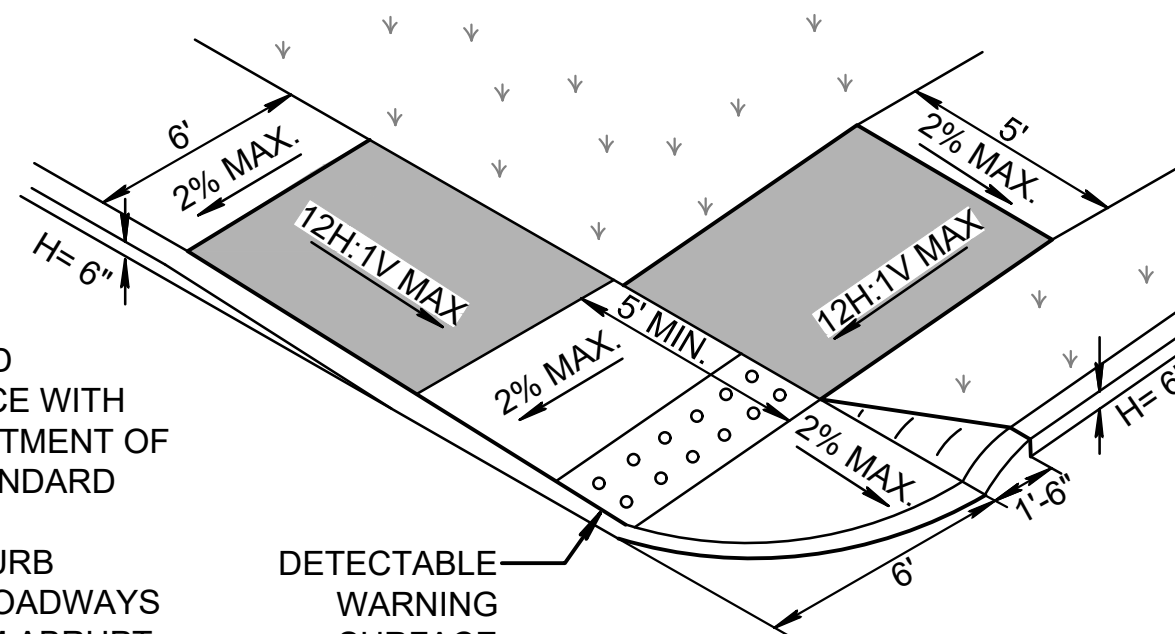 6'
2% MAX.
5'
2% MAX.
12H:1V MAX
12H:1V MAX
H= 6"
5' MIN.
2% MAX.
2% MAX.
H= 6"
1'-6"
6'
CE WITH
TMENT OF
NDARD
URB
OADWAYS
DETECTABLE
WARNING